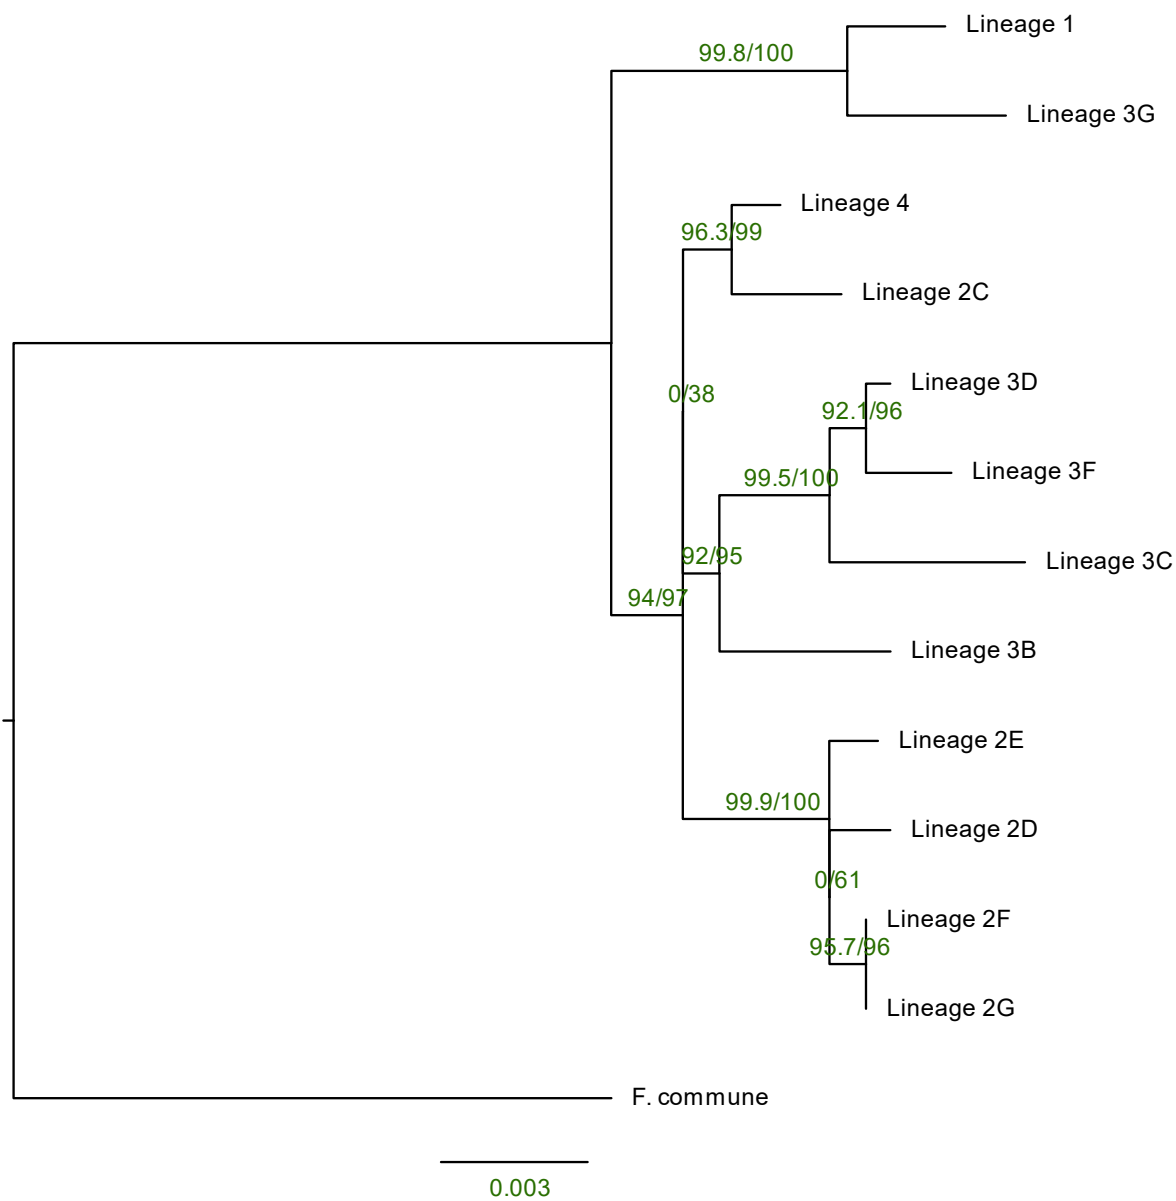 Lineage 1
99.8/100
Lineage 3G
Lineage 4
96.3/99
Lineage 2C
Lineage 3D
0/38
92.1/96
Lineage 3F
99.5/100
92/95
Lineage 3C
94/97
Lineage 3B
Lineage 2E
99.9/100
Lineage 2D
0/61
Lineage 2F
95.7/96
Lineage 2G
F. commune
0.003